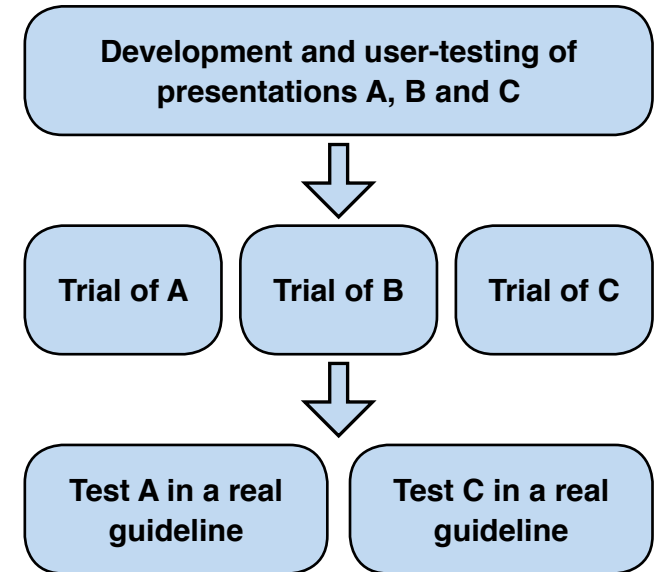 Development and user-testing of
presentations A, B and C
Trial of A
Trial of B
Trial of C
Test A in a real
guideline
Test C in a real
guideline